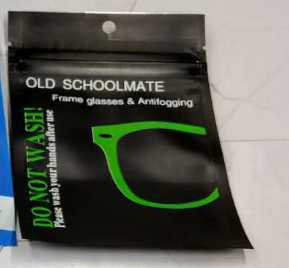 OLD SCHOOLMATE
Frame glasses & Antifogging
DO NOT WASH!
Please wash your hands after use